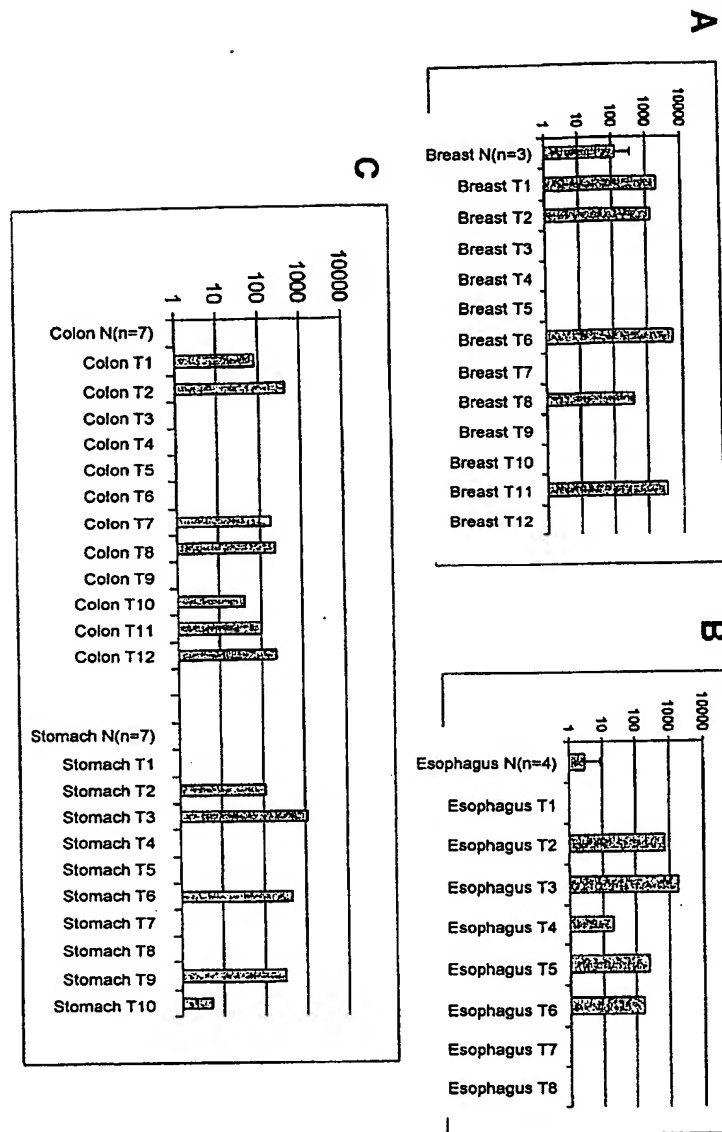 A
10000
1000
100
10
1
Breast N(n=3)
Breast T1
Breast T2
Breast T3
Breast T4
Breast T5
Breast T6
Breast T7
Breast T8
Breast T9
Breast T10
Breast T11
Breast T12
B
10000
1000
100
10
1
Esophagus N(n=4)
Esophagus T1
Esophagus T2
Esophagus T3
Esophagus T4
Esophagus T5
Esophagus T6
Esophagus T7
Esophagus T8
C
10000
1000
100
10
1
Colon N(n=7)
Colon T1
Colon T2
Colon T3
Colon T4
Colon T5
Colon T6
Colon T7
Colon T8
Colon T9
Colon T10
Colon T11
Colon T12
Stomach N(n=7)
Stomach T1
Stomach T2
Stomach T3
Stomach T4
Stomach T5
Stomach T6
Stomach T7
Stomach T8
Stomach T9
Stomach T10